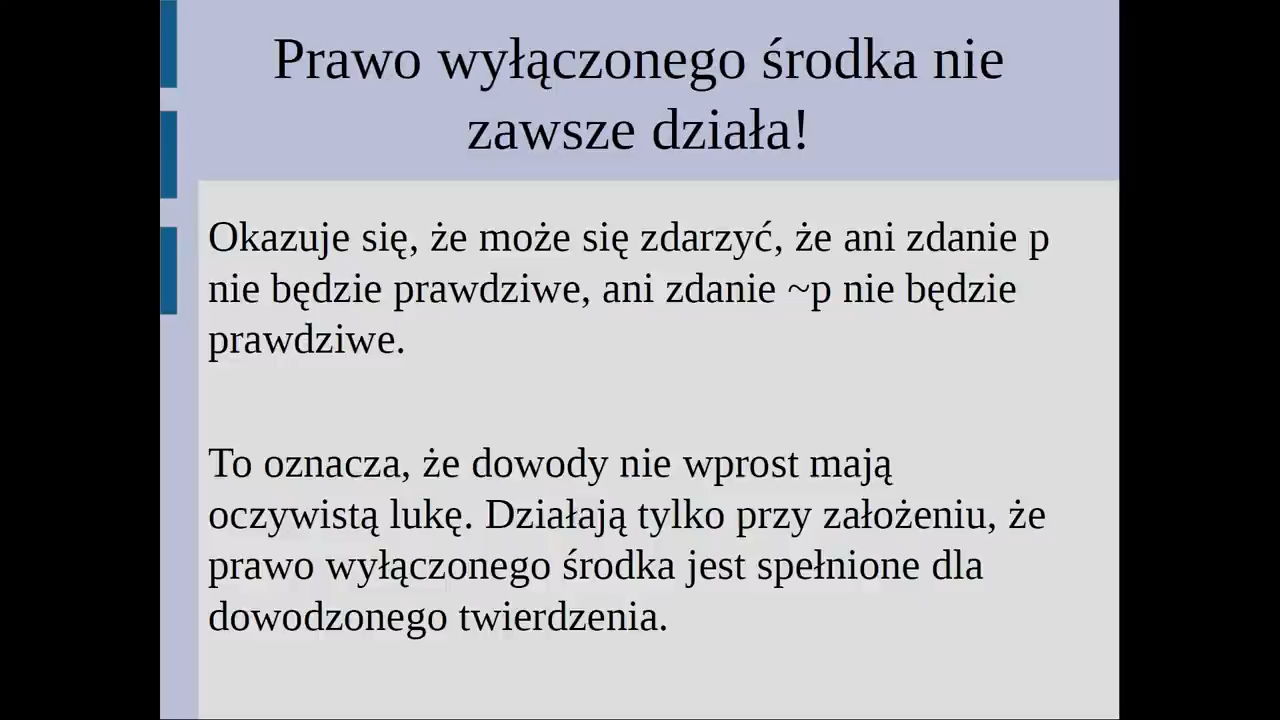 Prawo wyłączonego środka nie
zawsze działa!
Okazuje się, że może się zdarzyć, że ani zdanie p
nie będzie prawdziwe, ani zdanie ~p nie będzie
prawdziwe.
To oznacza, że dowody nie wprost mają
oczywistą lukę. Działają tylko przy założeniu, że
prawo wyłączonego środka jest spełnione dla
dowodzonego twierdzenia.